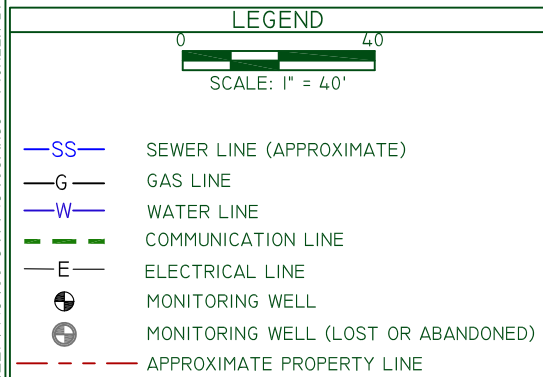 LEGEND
0 40
SCALE: 1" = 40'
SS SEWER LINE (APPROXIMATE)
G GAS LINE
W WATER LINE
COMMUNICATION LINE
E ELECTRICAL LINE
MONITORING WELL
MONITORING WELL (LOST OR ABANDONED)
APPROXIMATE PROPERTY LINE